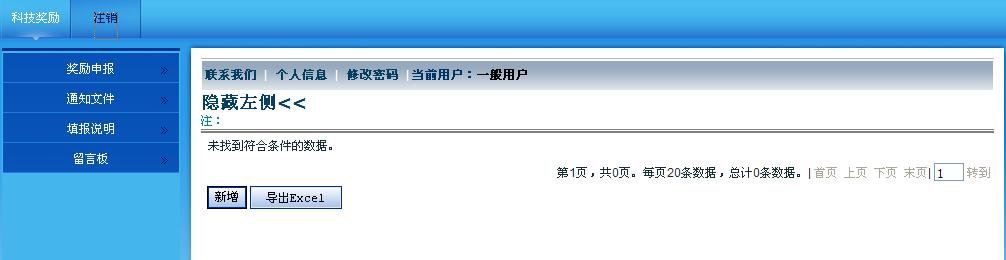 科技奖励 注销
奖励申报 »
通知文件 »
填报说明 »
留言板 »
联系我们 | 个人信息 | 修改密码 |当前用户：一般用户
隐藏左侧<<
注：
未找到符合条件的数据。
第1页，共0页。每页20条数据，总计0条数据。| 首页 上页 下页 末页| 1 转到
新增 导出Excel